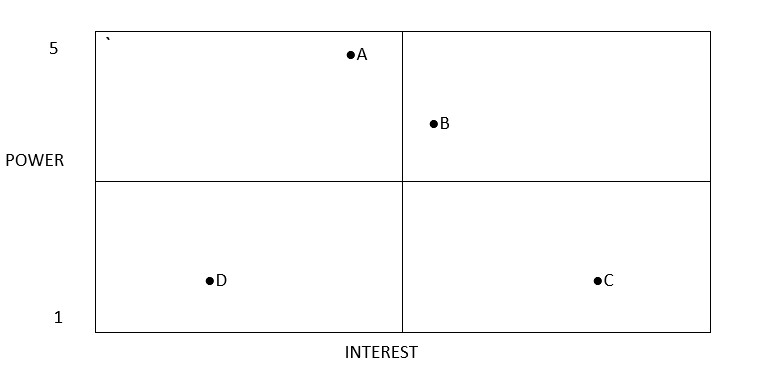 5
`
●A
●B
POWER
●D
●C
1
INTEREST